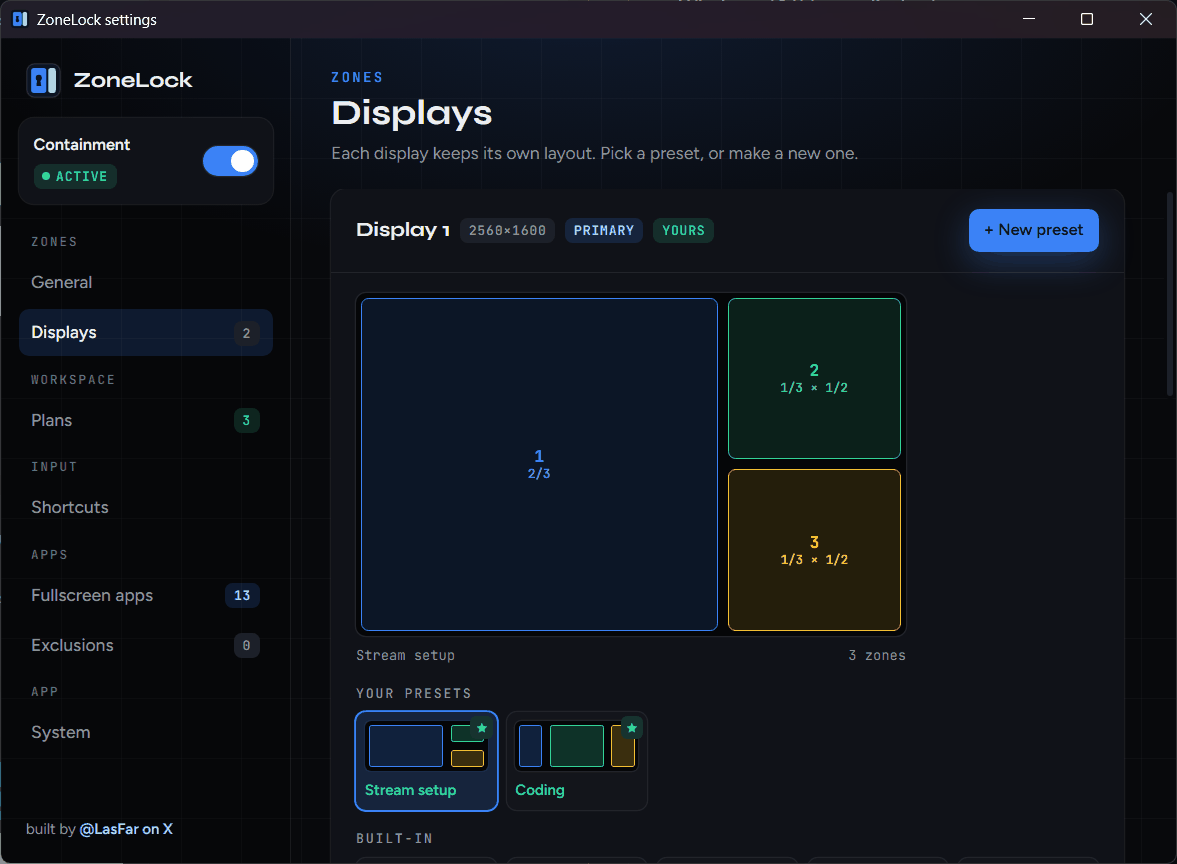 ZoneLock settings
ZoneLock
Containment
ACTIVE
ZONES
General
Displays 2
WORKSPACE
Plans 3
INPUT
Shortcuts
APPS
Fullscreen apps 13
Exclusions 0
APP
System
built by @LasFar on X
ZONES
Displays
Each display keeps its own layout. Pick a preset, or make a new one.
Display 1 2560×1600 PRIMARY YOURS + New preset
1
2/3
2
1/3 × 1/2
3
1/3 × 1/2
Stream setup 3 zones
YOUR PRESETS
Stream setup Coding
BUILT-IN